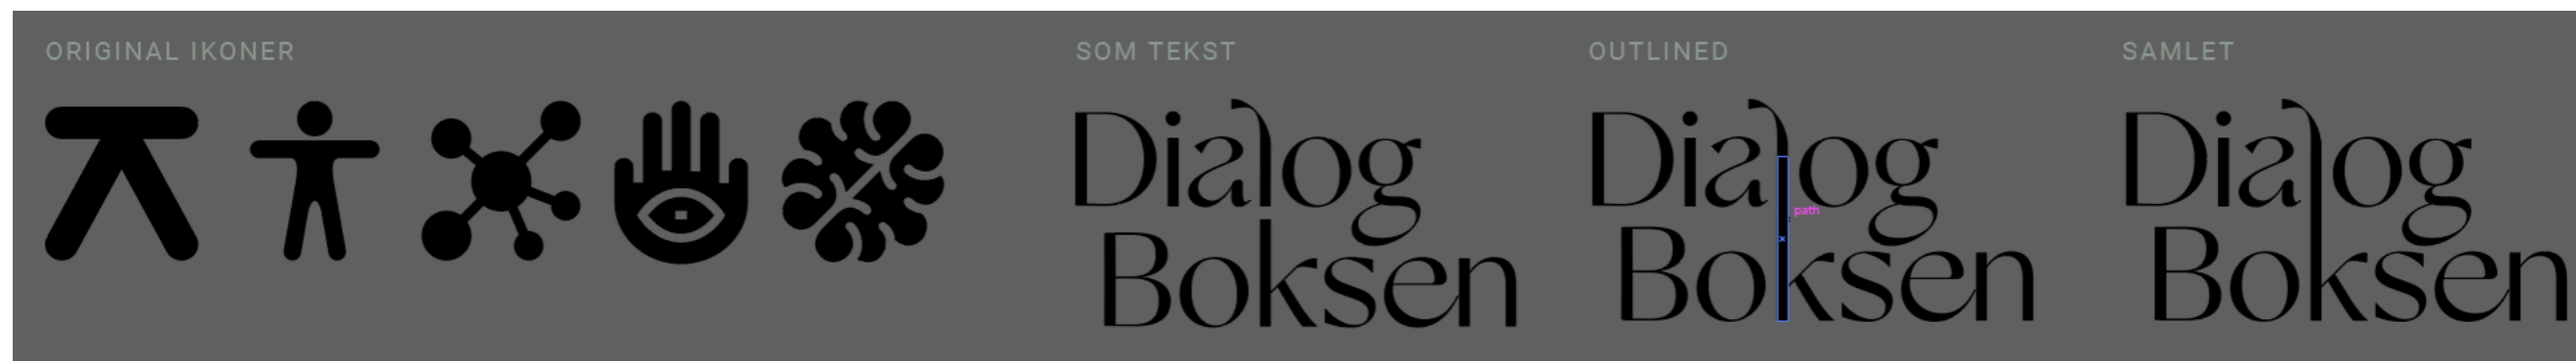 ORIGINAL IKONER
SOM TEKST
Dialog
Boksen
OUTLINED
Dialog
path
Boksen
SAMLET
Dialog
Boksen